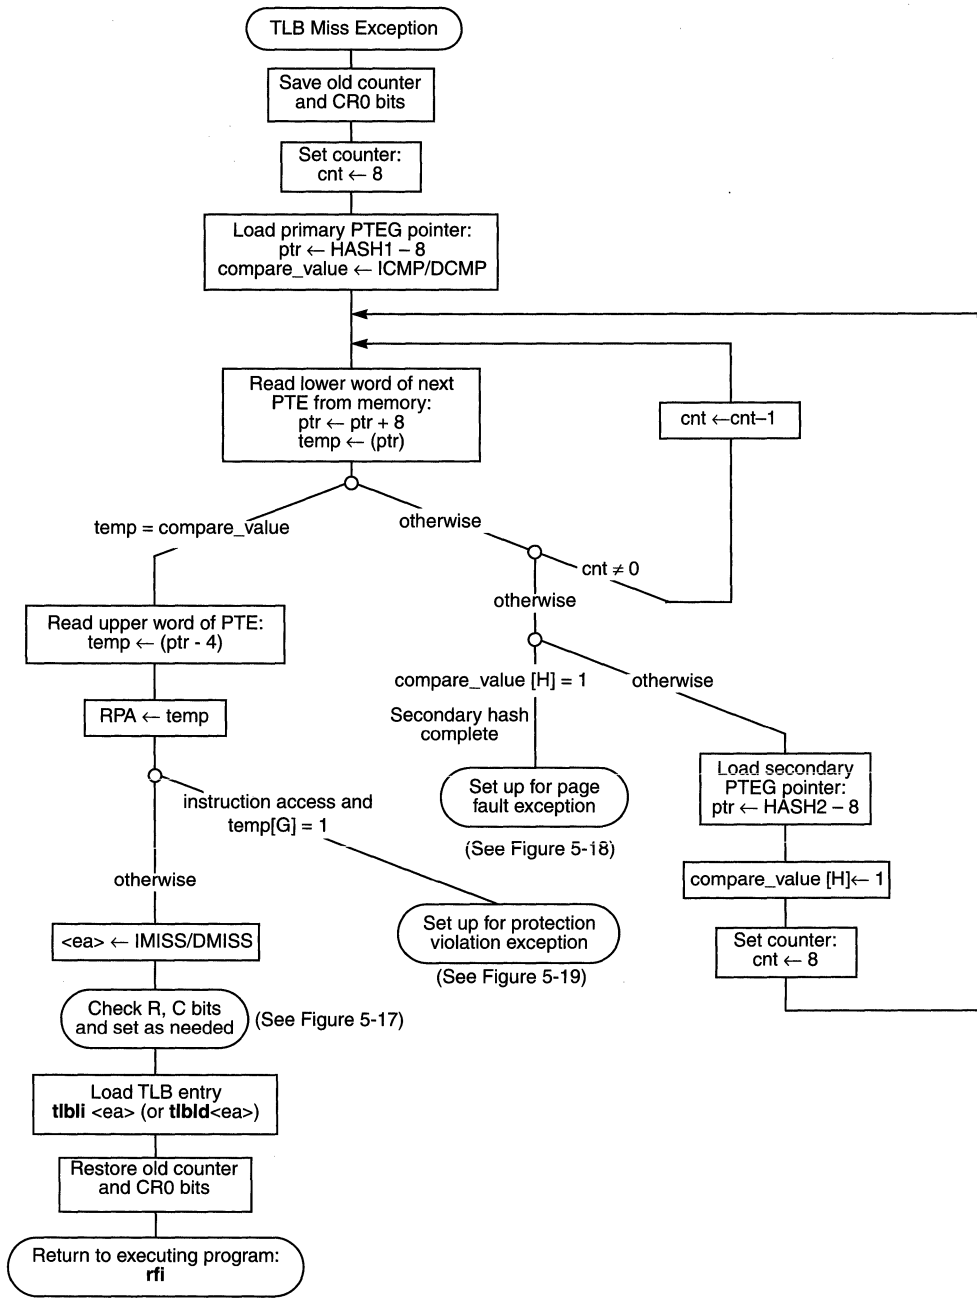 TLB Miss Exception
Save old counter
and CR0 bits
Set counter:
cnt ← 8
Load primary PTEG pointer:
ptr ← HASH1 – 8
compare_value ← ICMP/DCMP
Read lower word of next
PTE from memory:
ptr ← ptr + 8
temp ← (ptr)
cnt ←cnt–1
temp = compare_value
otherwise
cnt ≠ 0
otherwise
Read upper word of PTE:
temp ← (ptr - 4)
compare_value [H] = 1
otherwise
Secondary hash
complete
RPA ← temp
Set up for page
fault exception
(See Figure 5-18)
Load secondary
PTEG pointer:
ptr ← HASH2 – 8
instruction access and
temp[G] = 1
otherwise
compare_value [H]← 1
Set up for protection
violation exception
(See Figure 5-19)
Set counter:
cnt ← 8
<ea> ← IMISS/DMISS
Check R, C bits
and set as needed
(See Figure 5-17)
Load TLB entry
tlbli <ea> (or tlbld<ea>)
Restore old counter
and CR0 bits
Return to executing program:
rfi